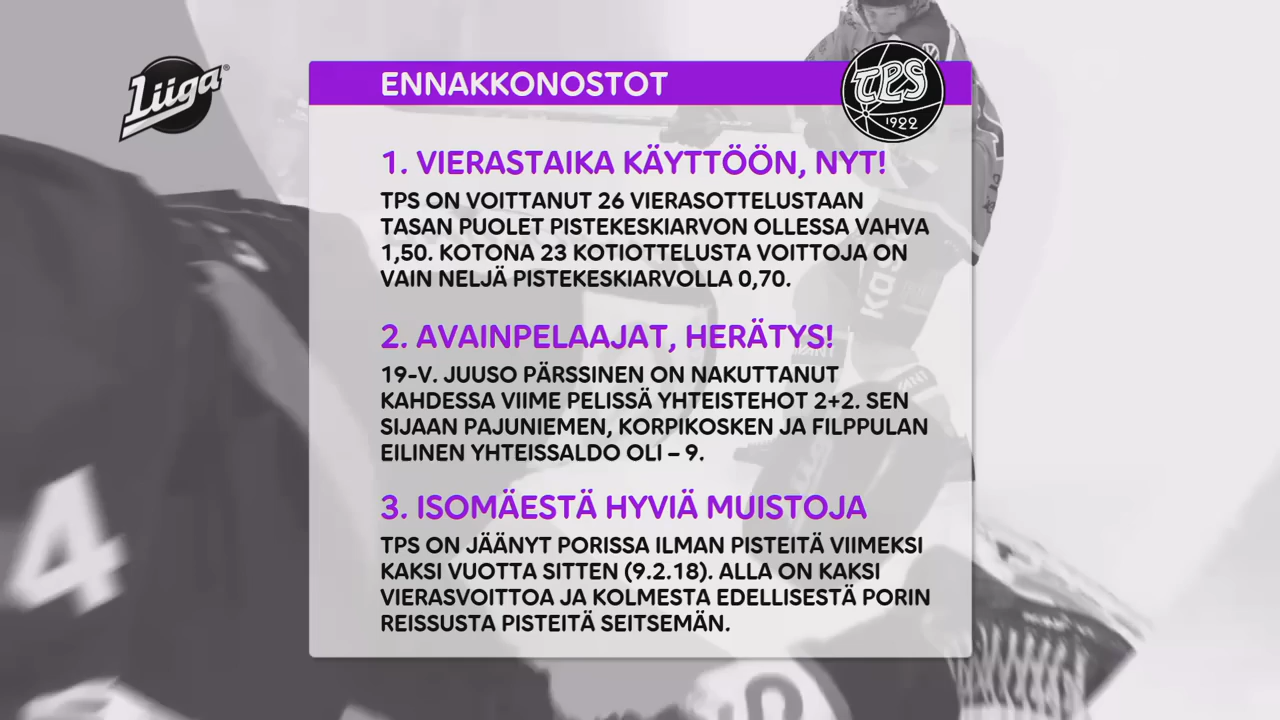 Liiga®
ENNAKKONOSTOT
TPS
1922
1. VIERASTAIKA KÄYTTÖÖN, NYT!
TPS ON VOITTANUT 26 VIERASOTTELUSTAAN
TASAN PUOLET PISTEKESKIARVON OLLESSA VAHVA
1,50. KOTONA 23 KOTIOTTELUSTA VOITTOJA ON
VAIN NELJÄ PISTEKESKIARVOLLA 0,70.
2. AVAINPELAAJAT, HERÄTYS!
19-V. JUUSO PÄRSSINEN ON NAKUTTANUT
KAHDESSA VIIME PELISSÄ YHTEISTEHOT 2+2. SEN
SIJAAN PAJUNIEMEN, KORPIKOSKEN JA FILPPULAN
EILINEN YHTEISSALDO OLI – 9.
3. ISOMÄESTÄ HYVIÄ MUISTOJA
TPS ON JÄÄNYT PORISSA ILMAN PISTEITÄ VIIMEKSI
KAKSI VUOTTA SITTEN (9.2.18). ALLA ON KAKSI
VIERASVOITTOA JA KOLMESTA EDELLISESTÄ PORIN
REISSUSTA PISTEITÄ SEITSEMÄN.
4